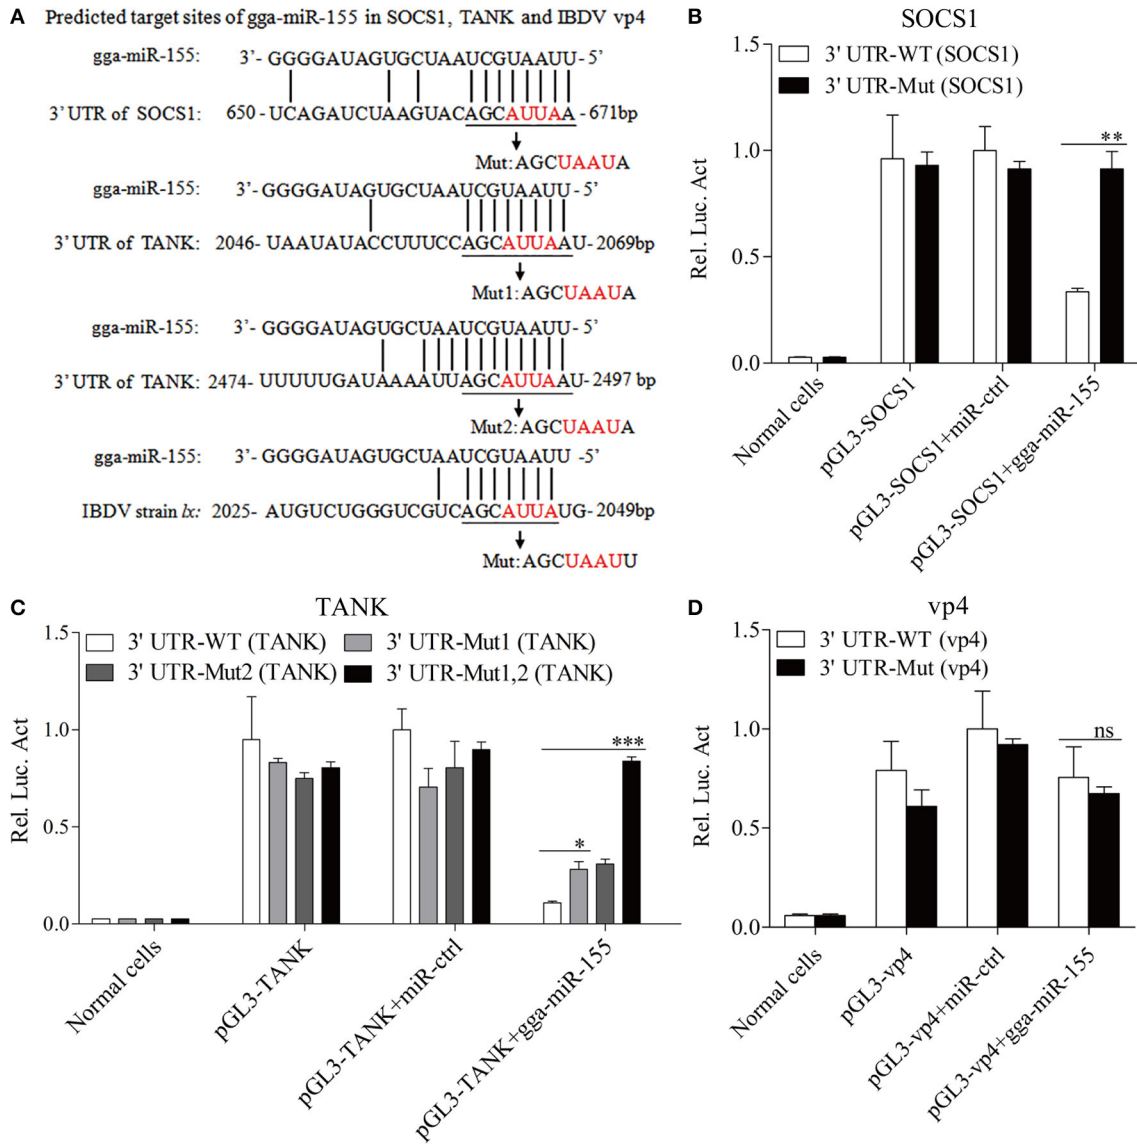 A Predicted target sites of gga-miR-155 in SOCS1, TANK and IBDV vp4
gga-miR-155: 3'- GGGGAUAGUGCUAAUCGUAAUU- 5'
3'UTR of SOCS1: 650 -UCAGAUCUAAGUACAGCAUUAA -671bp
Mut:AGCUAAUA
gga-miR-155: 3'- GGGGAUAGUGCUAAUCGUAAUU- 5'
3'UTR of TANK: 2046- UAAUAUACCUUUCCAGCAUUAAU- 2069bp
Mut1:AGCUAAUA
gga-miR-155: 3'- GGGGAUAGUGCUAAUCGUAAUU- 5'
3'UTR of TANK: 2474- UUUUUGAUAAAAUUAGCAUUAAU- 2497 bp
Mut2:AGCUAAUA
gga-miR-155: 3'- GGGGAUAGUGCUAAUCGUAAUU -5'
IBDV strain lx: 2025- AUGUCUGGGUCGUCAGCAUUAUG- 2049bp
Mut:AGCUAAUU
B
SOCS1
3' UTR-WT (SOCS1)
3' UTR-Mut (SOCS1)
Rel. Luc. Act
1.5
1.0
0.5
0.0
**
Normal cells
pGL3-SOCS1
pGL3-SOCS1+miR-ctrl
pGL3-SOCS1+gga-miR-155
C
TANK
3' UTR-WT (TANK) 3' UTR-Mut1 (TANK)
3' UTR-Mut2 (TANK) 3' UTR-Mut1,2 (TANK)
Rel. Luc. Act
1.5
1.0
0.5
0.0
***
*
Normal cells
pGL3-TANK
pGL3-TANK+miR-ctrl
pGL3-TANK+gga-miR-155
D
vp4
3' UTR-WT (vp4)
3' UTR-Mut (vp4)
Rel. Luc. Act
1.5
1.0
0.5
0.0
ns
Normal cells
pGL3-vp4
pGL3-vp4+miR-ctrl
pGL3-vp4+gga-miR-155